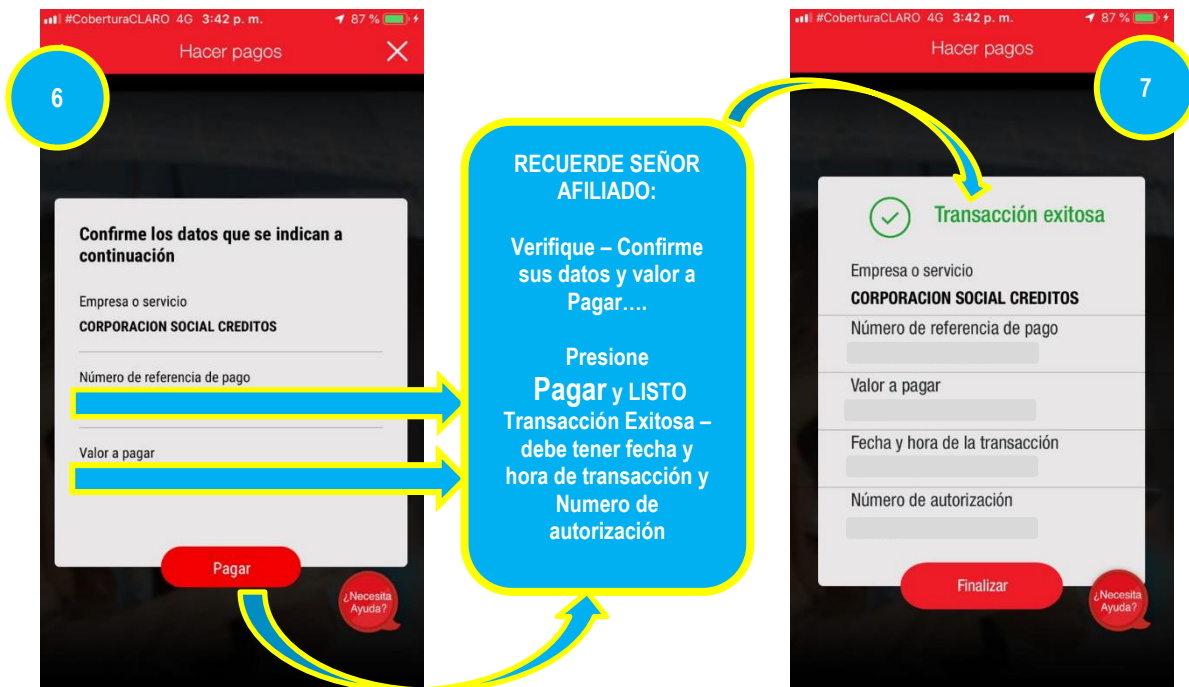 #CoberturaCLARO 4G 3:42 p. m. 87 %
Hacer pagos
6
Confirme los datos que se indican a
continuación
Empresa o servicio
CORPORACION SOCIAL CREDITOS
Número de referencia de pago
Valor a pagar
Pagar
¿Necesita
Ayuda?
RECUERDE SEÑOR
AFILIADO:
Verifique – Confirme
sus datos y valor a
Pagar….
Presione
Pagar y LISTO
Transacción Exitosa –
debe tener fecha y
hora de transacción y
Numero de
autorización
#CoberturaCLARO 4G 3:42 p. m. 87 %
Hacer pagos
7
Transacción exitosa
Empresa o servicio
CORPORACION SOCIAL CREDITOS
Número de referencia de pago
Valor a pagar
Fecha y hora de la transacción
Número de autorización
Finalizar
¿Necesita
Ayuda?